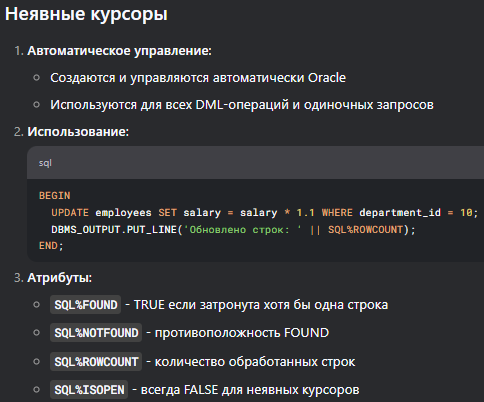 Неявные курсоры
1. Автоматическое управление:
Создаются и управляются автоматически Oracle
Используются для всех DML-операций и одиночных запросов
2. Использование:
sql
BEGIN
  UPDATE employees SET salary = salary * 1.1 WHERE department_id = 10;
  DBMS_OUTPUT.PUT_LINE('Обновлено строк: ' || SQL%ROWCOUNT);
END;
3. Атрибуты:
SQL%FOUND - TRUE если затронута хотя бы одна строка
SQL%NOTFOUND - противоположность FOUND
SQL%ROWCOUNT - количество обработанных строк
SQL%ISOPEN - всегда FALSE для неявных курсоров